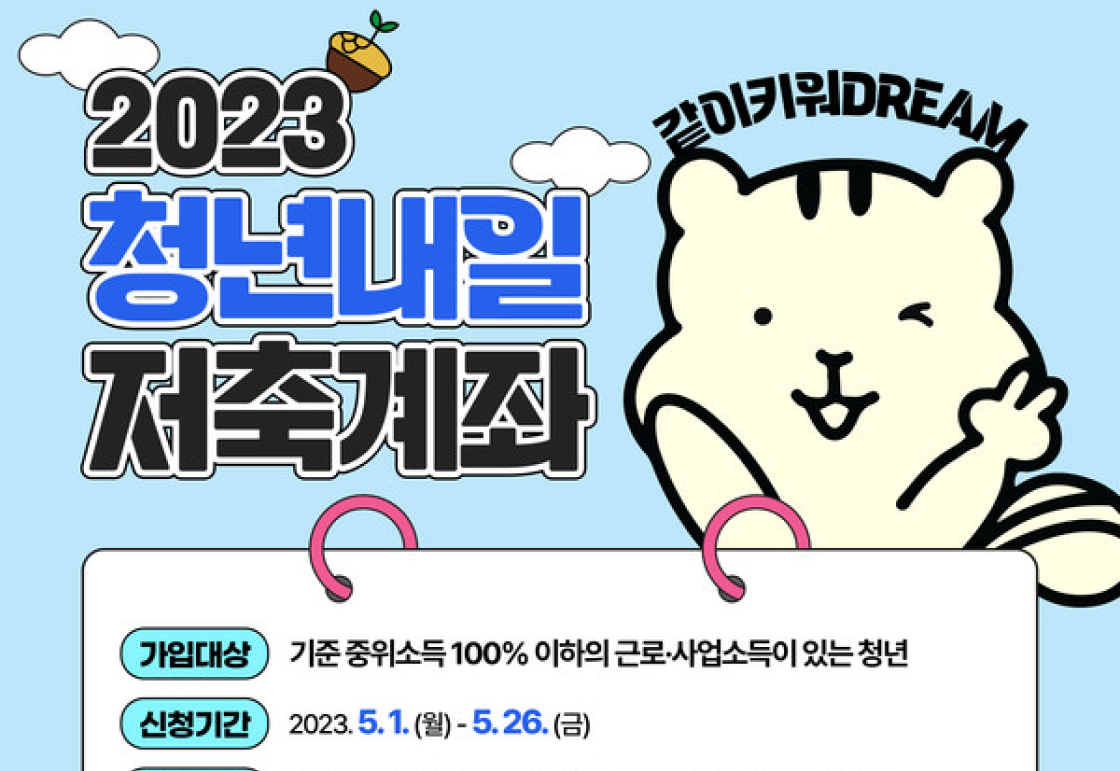 2023
청년내일
저축계좌
같이키워DREAM
가입대상 기준 중위소득 100% 이하의 근로·사업소득이 있는 청년
신청기간 2023. 5. 1. (월) - 5. 26. (금)